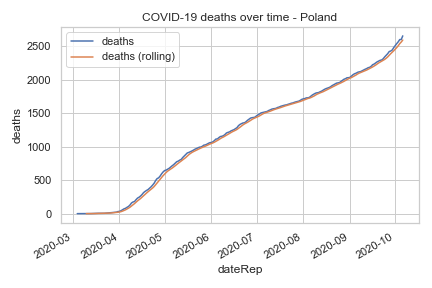 COVID-19 deaths over time - Poland
deaths
deaths (rolling)
deaths
2500
2000
1500
1000
500
0
2020-03
2020-04
2020-05
2020-06
2020-07
2020-08
2020-09
2020-10
dateRep